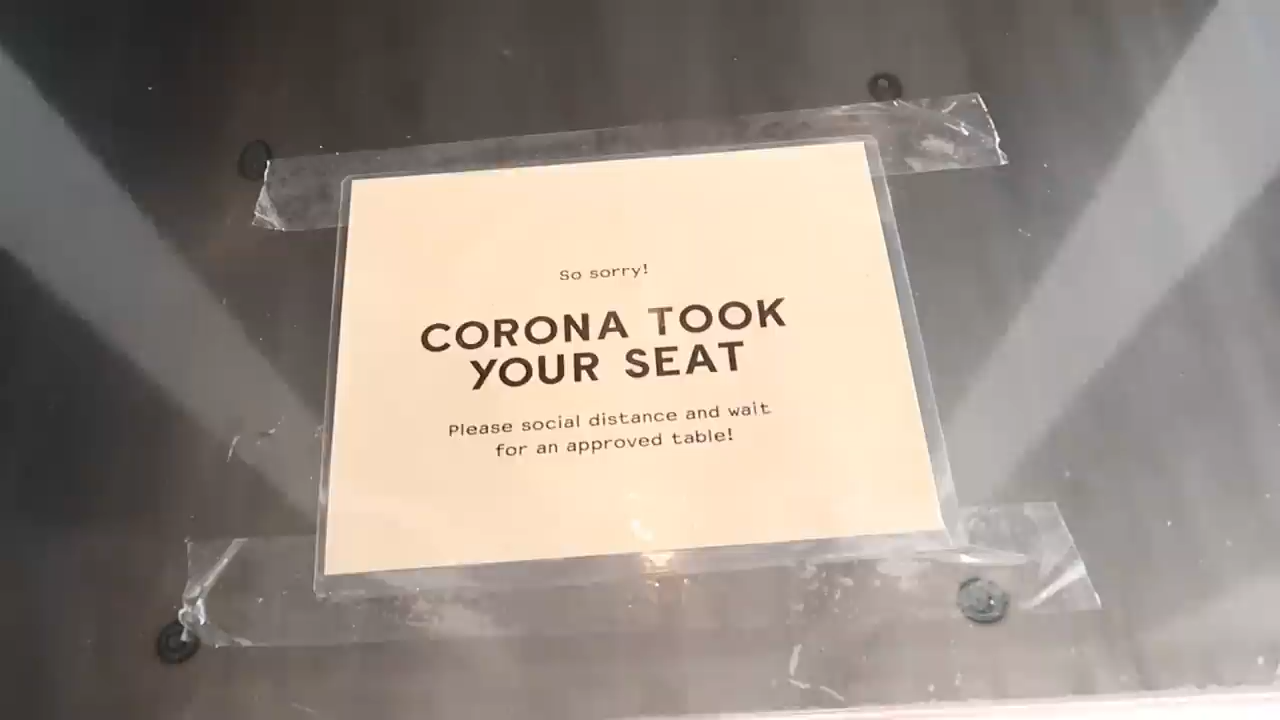 So sorry!
CORONA TOOK
YOUR SEAT
Please social distance and wait
for an approved table!